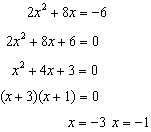 2x² + 8x = −6
2x² + 8x + 6 = 0
x² + 4x + 3 = 0
(x + 3)(x + 1) = 0
x = −3 x = −1